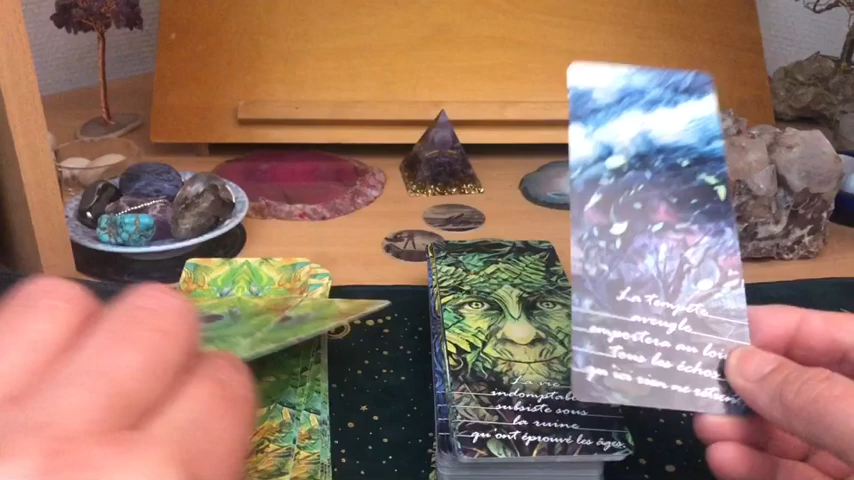 La tempête
aveugle
emportera au loin
Tous les échos
qu'ici rien ne retient
La vie
indomptable
subsiste sous
la ruine
qu'ont éprouvé les âges.